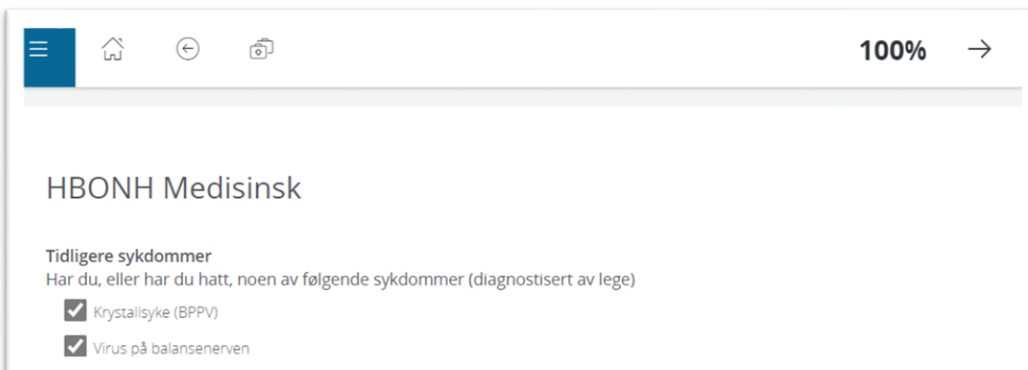 100%
HBONH Medisinsk
Tidligere sykdommer
Har du, eller har du hatt, noen av følgende sykdommer (diagnostisert av lege)
Krystallsyke (BPPV)
Virus på balansenerven